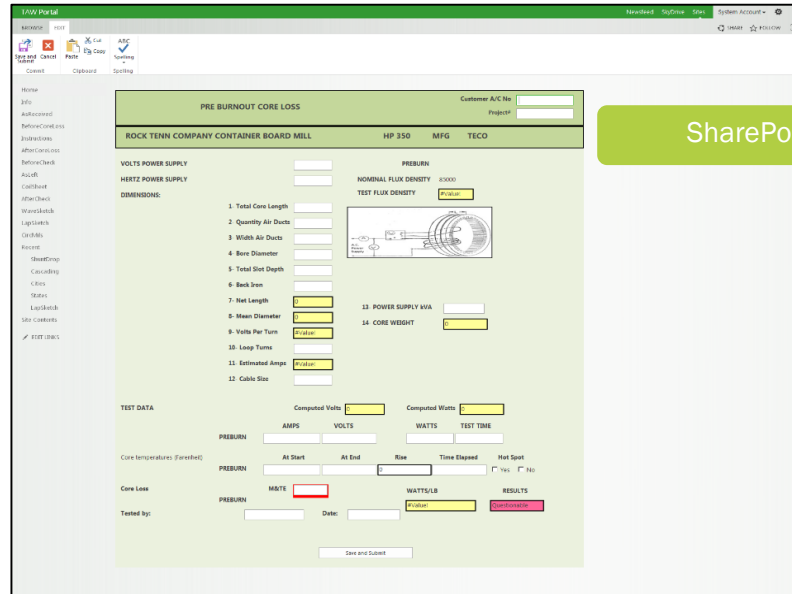 TAW Portal Newsfeed SkyDrive Sites System Account
BROWSE EDIT SHARE FOLLOW
Save and Submit Cancel Paste Cut Copy ABC Spelling
Commit Clipboard Spelling
Home
Info
AsReceived
BeforeCoreLoss
Instructions
AfterCoreLoss
BeforeCheck
AsLeft
CoilSheet
AfterCheck
WaveSketch
LapSketch
CircMils
Recent
SheetDrop
Cascading
Cities
States
LapSketch
Site Contents
EDIT LINKS
PRE BURNOUT CORE LOSS
Customer A/C No
Project#
ROCK TENN COMPANY CONTAINER BOARD MILL HP 350 MFG TECO
SharePo
VOLTS POWER SUPPLY PREBURN
HERTZ POWER SUPPLY NOMINAL FLUX DENSITY 85000
DIMENSIONS: TEST FLUX DENSITY #Value!
1- Total Core Length
2- Quantity Air Ducts
3 Width Air Ducts
4- Bore Diameter
5- Total Slot Depth
6- Back Iron
7- Net Length 0
8- Mean Diameter 0
9- Volts Per Turn #Value!
10- Loop Turns
11- Estimated Amps #Value!
12 Cable Size
13- POWER SUPPLY kVA
14 CORE WEIGHT 0
TEST DATA Computed Volts 0 Computed Watts 0
AMPS VOLTS WATTS TEST TIME
PREBURN
Core temperatures (Farenheit) At Start At End Rise Time Elapsed Hot Spot
PREBURN 0 Yes No
Core Loss M&TE WATTS/LB RESULTS
PREBURN #Value! Questionable
Tested by: Date:
Save and Submit